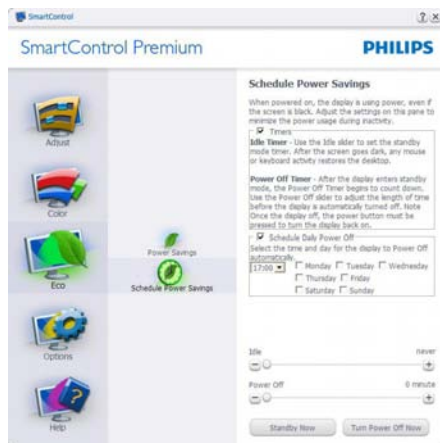 SmartControl
SmartControl Premium
PHILIPS
Adjust
Color
Eco
Options
Help
Power Savings
Schedule Power Savings
Schedule Power Savings
When powered on, the display is using power, even if
the screen is black. Adjust the settings on this pane to
minimize the power usage during inactivity.
Timers
Idle Timer - Use the Idle slider to set the standby
mode timer. After the screen goes dark, any mouse
or keyboard activity restores the desktop.
Power Off Timer - After the display enters standby
mode, the Power Off Timer begins to count down.
Use the Power Off slider to adjust the length of time
before the display is automatically turned off. Note
Once the display off, the power button must be
pressed to turn the display back on.
Schedule Daily Power Off
Select the time and day for the display to Power Off
automatically.
17:00 Monday Tuesday Wednesday
Thursday Friday
Saturday Sunday
Idle never
Power Off 0 minute
Standby Now Turn Power Off Now